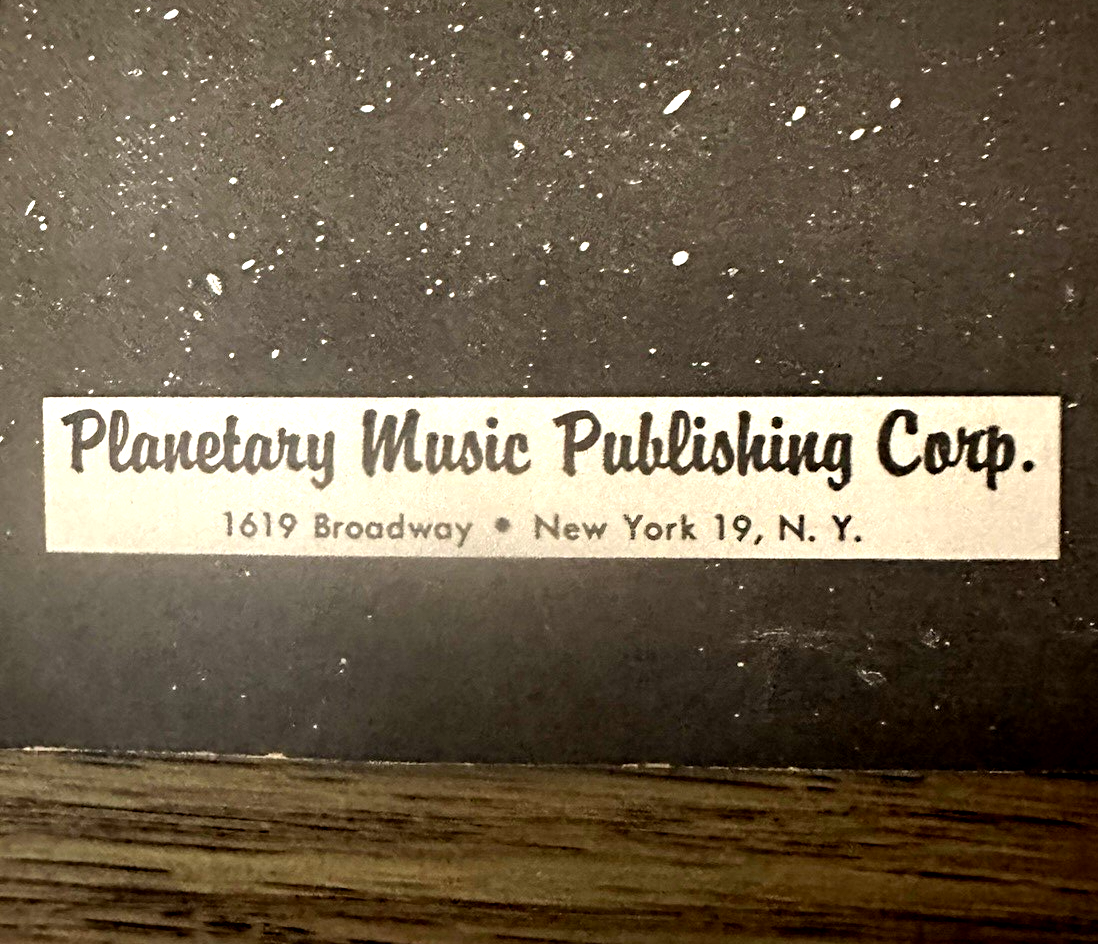 Planetary Music Publishing Corp.
1619 Broadway • New York 19, N. Y.